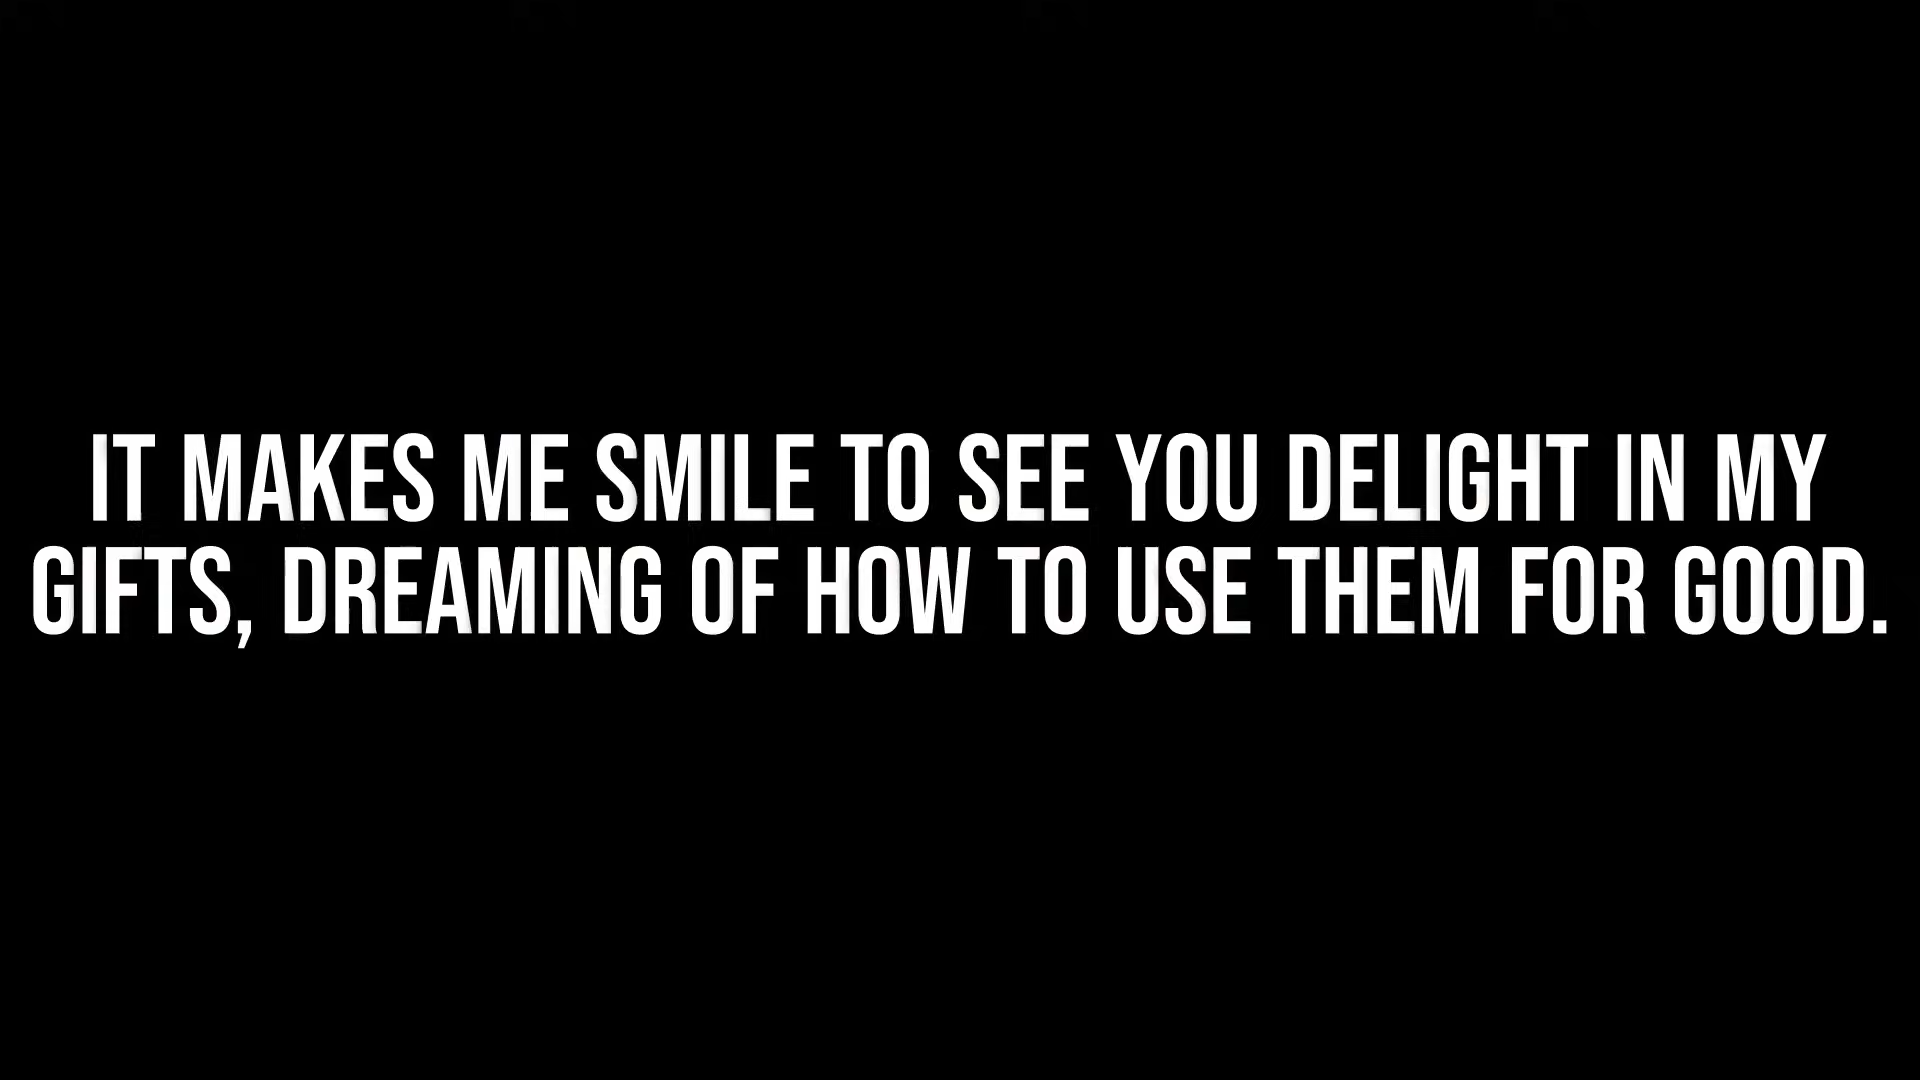 IT MAKES ME SMILE TO SEE YOU DELIGHT IN MY
GIFTS, DREAMING OF HOW TO USE THEM FOR GOOD.